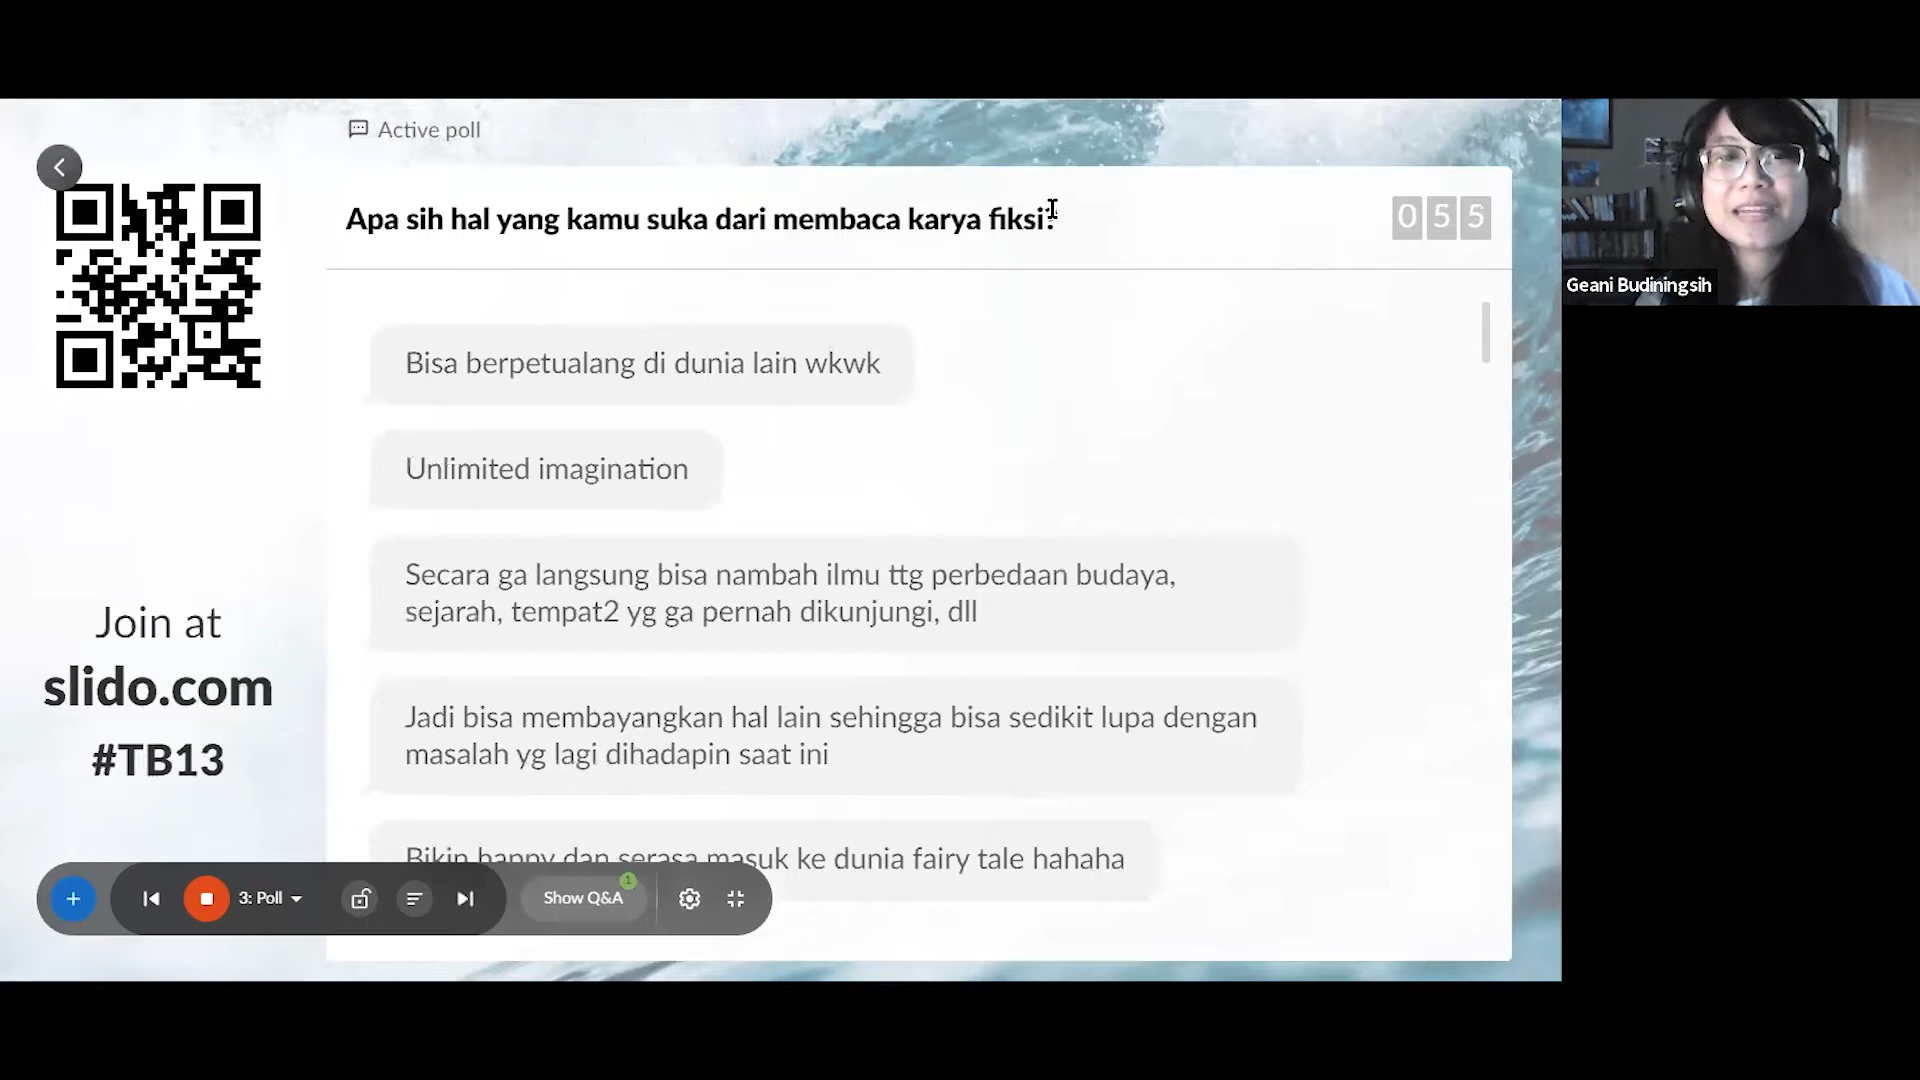 Active poll
Apa sih hal yang kamu suka dari membaca karya fiksi?
055
Bisa berpetualang di dunia lain wkwk
Unlimited imagination
Secara ga langsung bisa nambah ilmu ttg perbedaan budaya,
sejarah, tempat2 yg ga pernah dikunjungi, dll
Jadi bisa membayangkan hal lain sehingga bisa sedikit lupa dengan
masalah yg lagi dihadapin saat ini
Bikin happy dan serasa masuk ke dunia fairy tale hahaha
Join at
slido.com
#TB13
3: Poll
Show Q&A
1
Geani Budiningsih